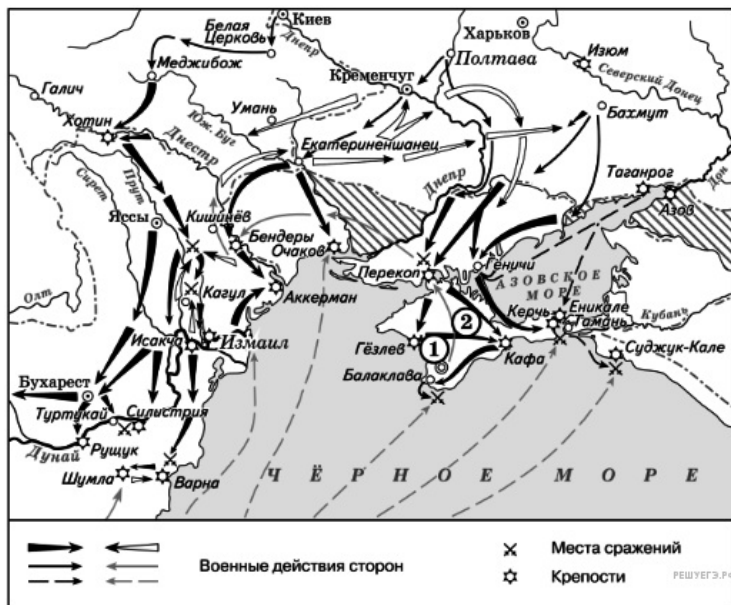 Киев
Белая
Церковь
Днепр
Харьков
Изюм
Полтава
Меджибож
Кременчуг
Северский Донец
Галич
Умань
Бахмут
Хотин
Юж. Буг
Днестр
Екатериненшанец
Днепр
Таганрог
Дон
Сирет
Прут
Азов
Яссы
Кишинёв
Бендеры
Очаков
Перекоп
Геничи
АЗОВСКОЕ
МОРЕ
Олт
Кагул
Аккерман
Еникале
Керчь
Тамань
Кубань
Исакча
Измаил
2
1
Гёзлев
Кафа
Суджук-Кале
Бухарест
Балаклава
Туртукай
Силистрия
Дунай
Рущук
Шумла
Варна
ЧЁРНОЕ МОРЕ
Военные действия сторон
Места сражений
Крепости
РЕШУЕГЭ.РФ